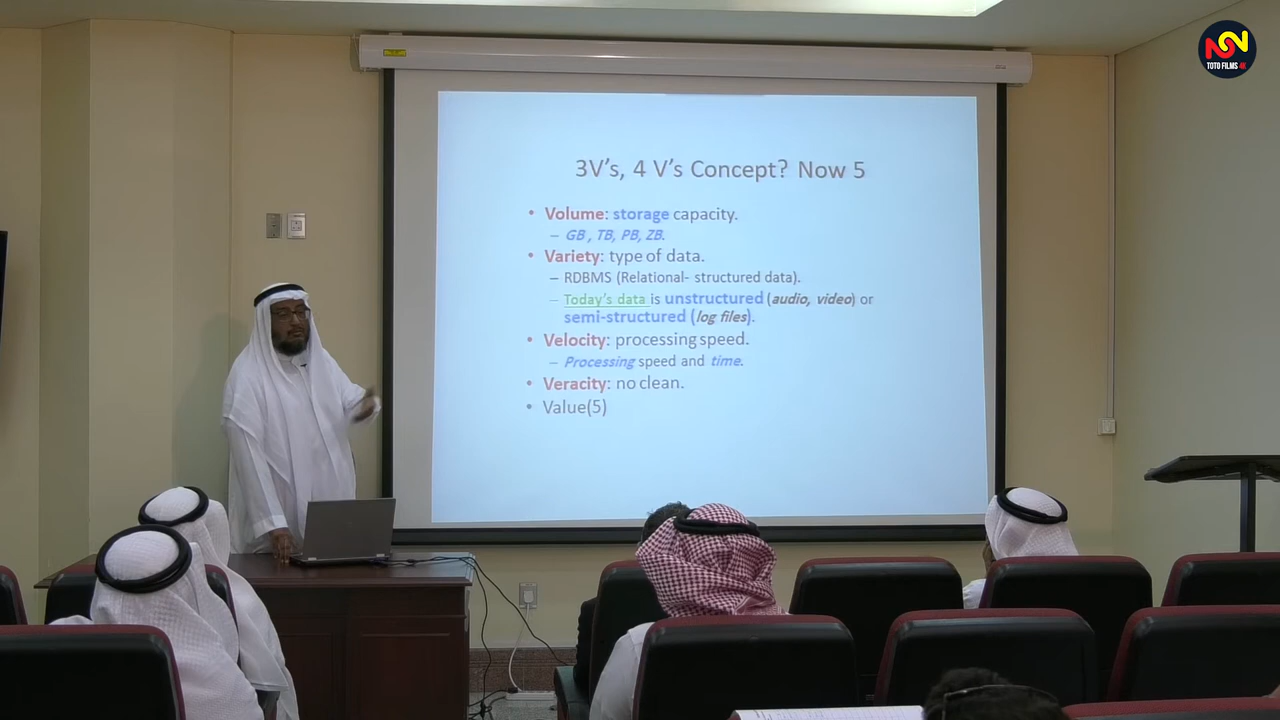 TOTO FILMS 4K
3V's, 4 V's Concept? Now 5
• Volume: storage capacity.
– GB , TB, PB, ZB.
• Variety: type of data.
– RDBMS (Relational- structured data).
– Today's data is unstructured (audio, video) or
semi-structured (log files).
• Velocity: processing speed.
– Processing speed and time.
• Veracity: no clean.
• Value(5)